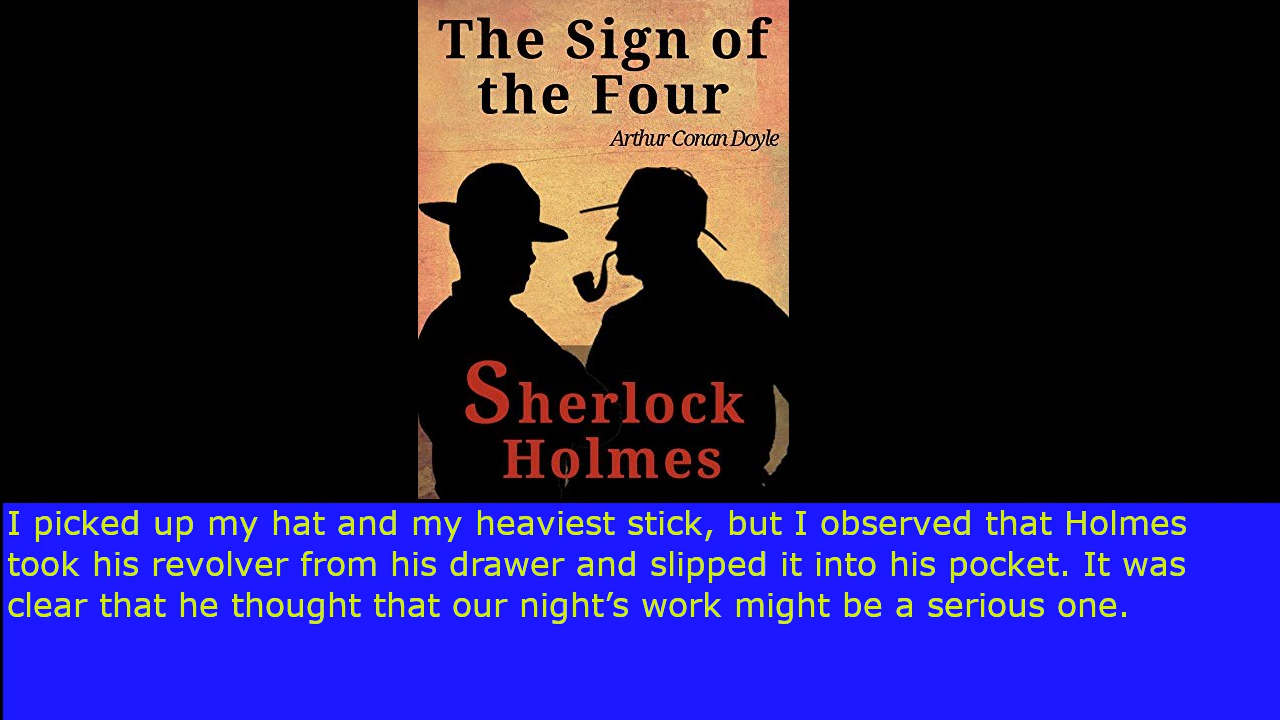 The Sign of
the Four
Arthur Conan Doyle
Sherlock
Holmes
I picked up my hat and my heaviest stick, but I observed that Holmes
took his revolver from his drawer and slipped it into his pocket. It was
clear that he thought that our night’s work might be a serious one.